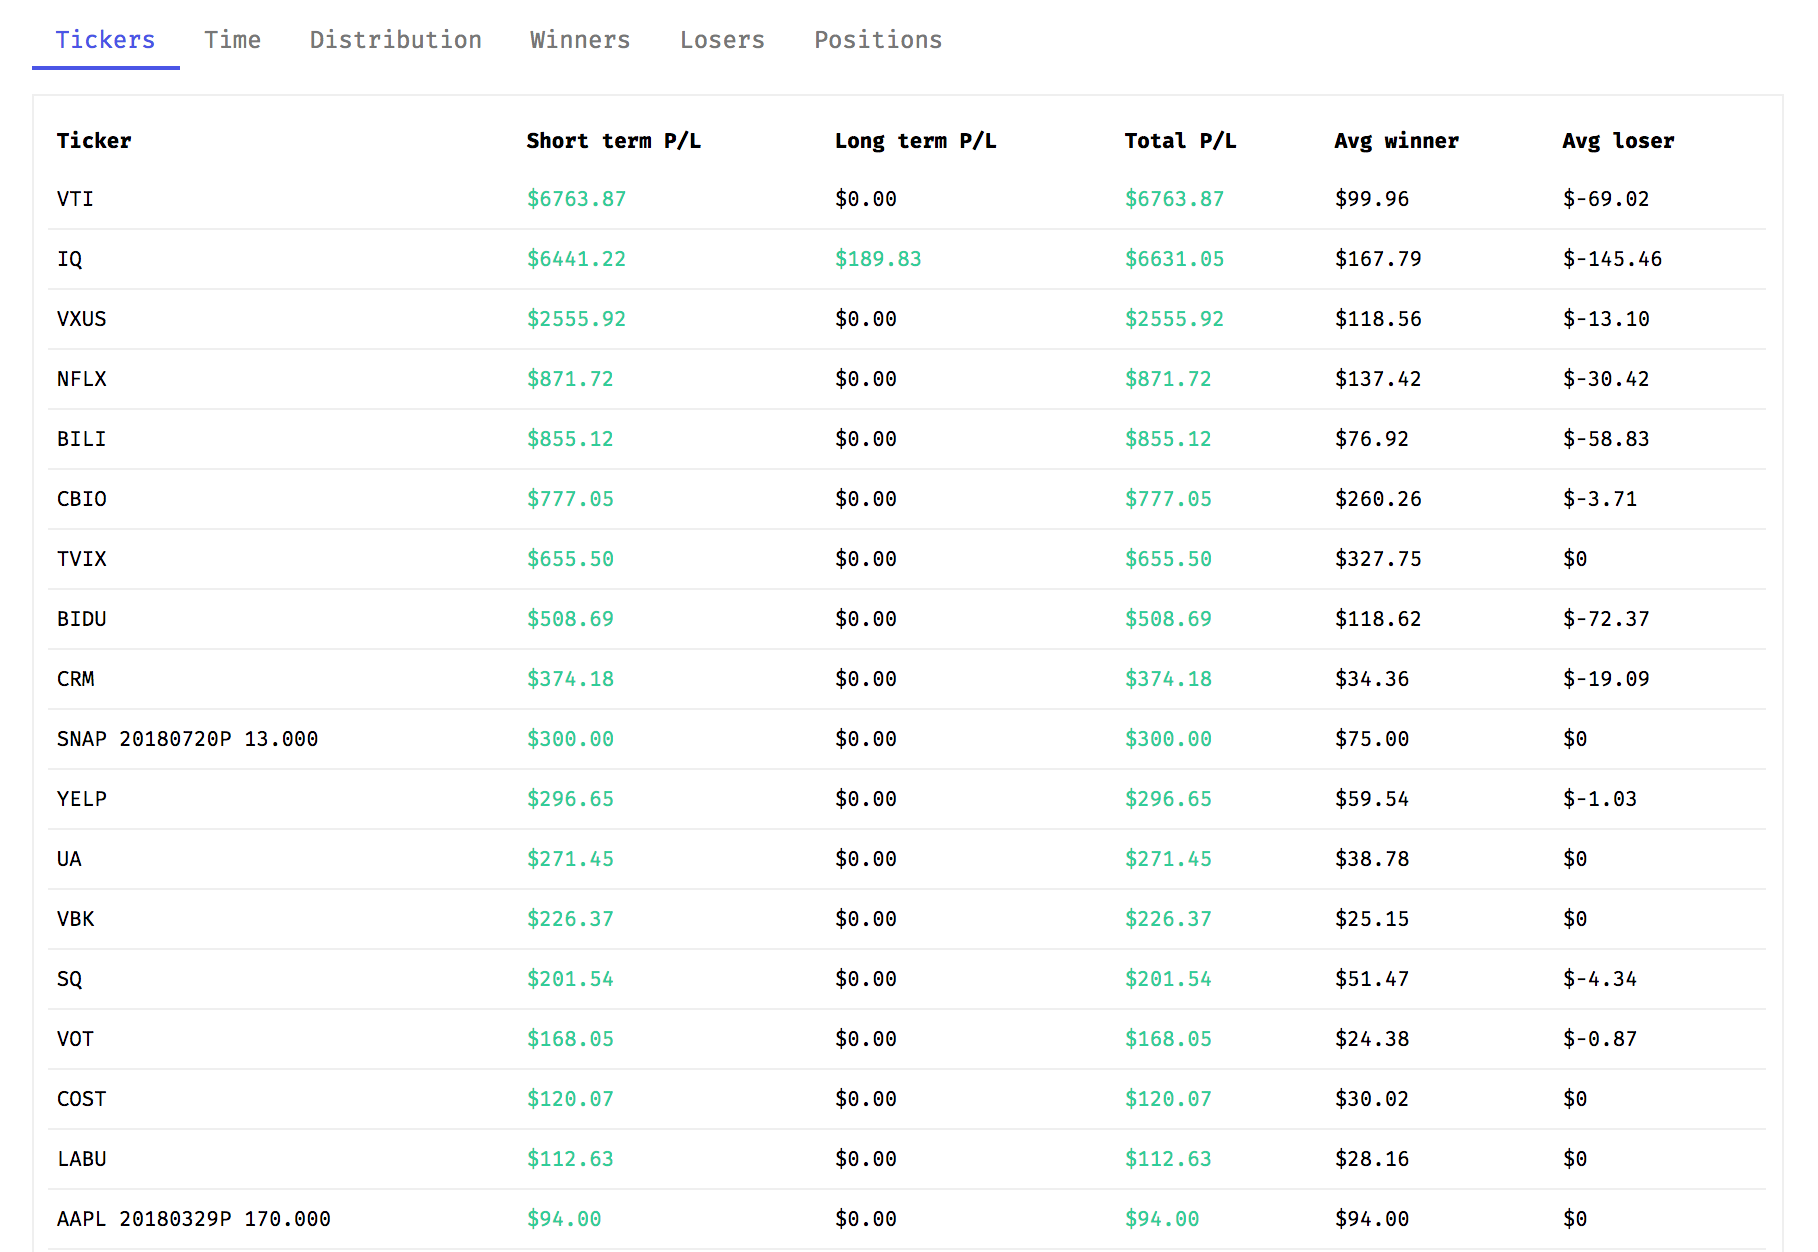 Tickers Time Distribution Winners Losers Positions
Ticker Short term P/L Long term P/L Total P/L Avg winner Avg loser
VTI $6763.87 $0.00 $6763.87 $99.96 $-69.02
IQ $6441.22 $189.83 $6631.05 $167.79 $-145.46
VXUS $2555.92 $0.00 $2555.92 $118.56 $-13.10
NFLX $871.72 $0.00 $871.72 $137.42 $-30.42
BILI $855.12 $0.00 $855.12 $76.92 $-58.83
CBIO $777.05 $0.00 $777.05 $260.26 $-3.71
TVIX $655.50 $0.00 $655.50 $327.75 $0
BIDU $508.69 $0.00 $508.69 $118.62 $-72.37
CRM $374.18 $0.00 $374.18 $34.36 $-19.09
SNAP 20180720P 13.000 $300.00 $0.00 $300.00 $75.00 $0
YELP $296.65 $0.00 $296.65 $59.54 $-1.03
UA $271.45 $0.00 $271.45 $38.78 $0
VBK $226.37 $0.00 $226.37 $25.15 $0
SQ $201.54 $0.00 $201.54 $51.47 $-4.34
VOT $168.05 $0.00 $168.05 $24.38 $-0.87
COST $120.07 $0.00 $120.07 $30.02 $0
LABU $112.63 $0.00 $112.63 $28.16 $0
AAPL 20180329P 170.000 $94.00 $0.00 $94.00 $94.00 $0